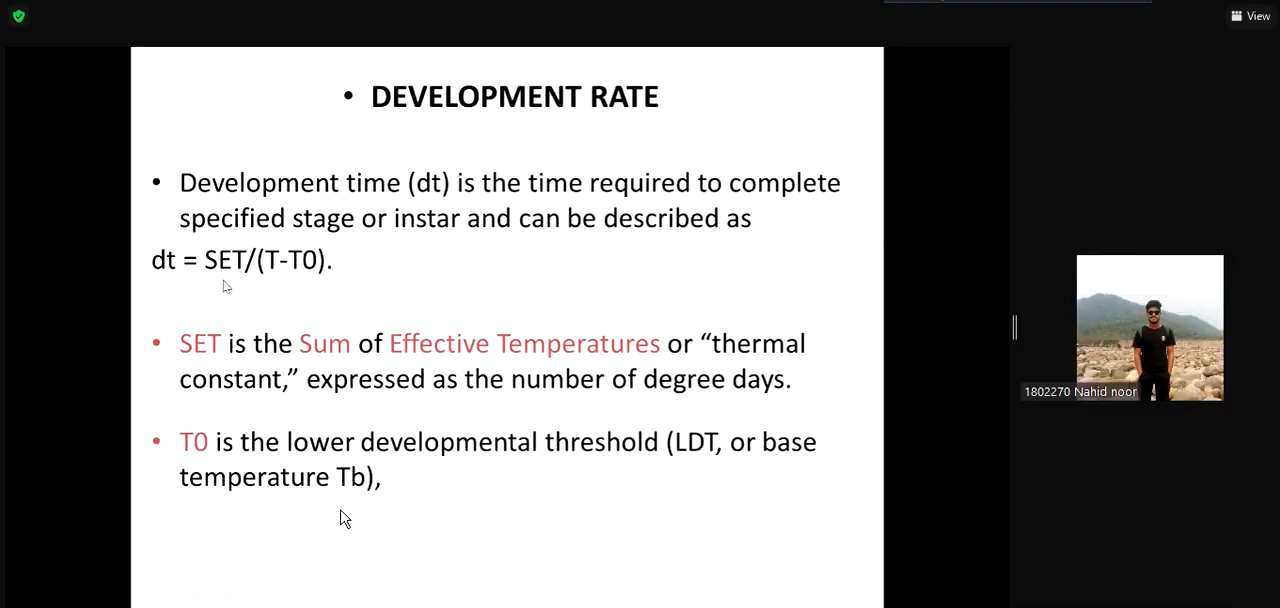 View
• DEVELOPMENT RATE
• Development time (dt) is the time required to complete
specified stage or instar and can be described as
dt = SET/(T-T0).
• SET is the Sum of Effective Temperatures or “thermal
constant,” expressed as the number of degree days.
• T0 is the lower developmental threshold (LDT, or base
temperature Tb),
1802270 Nahid noor